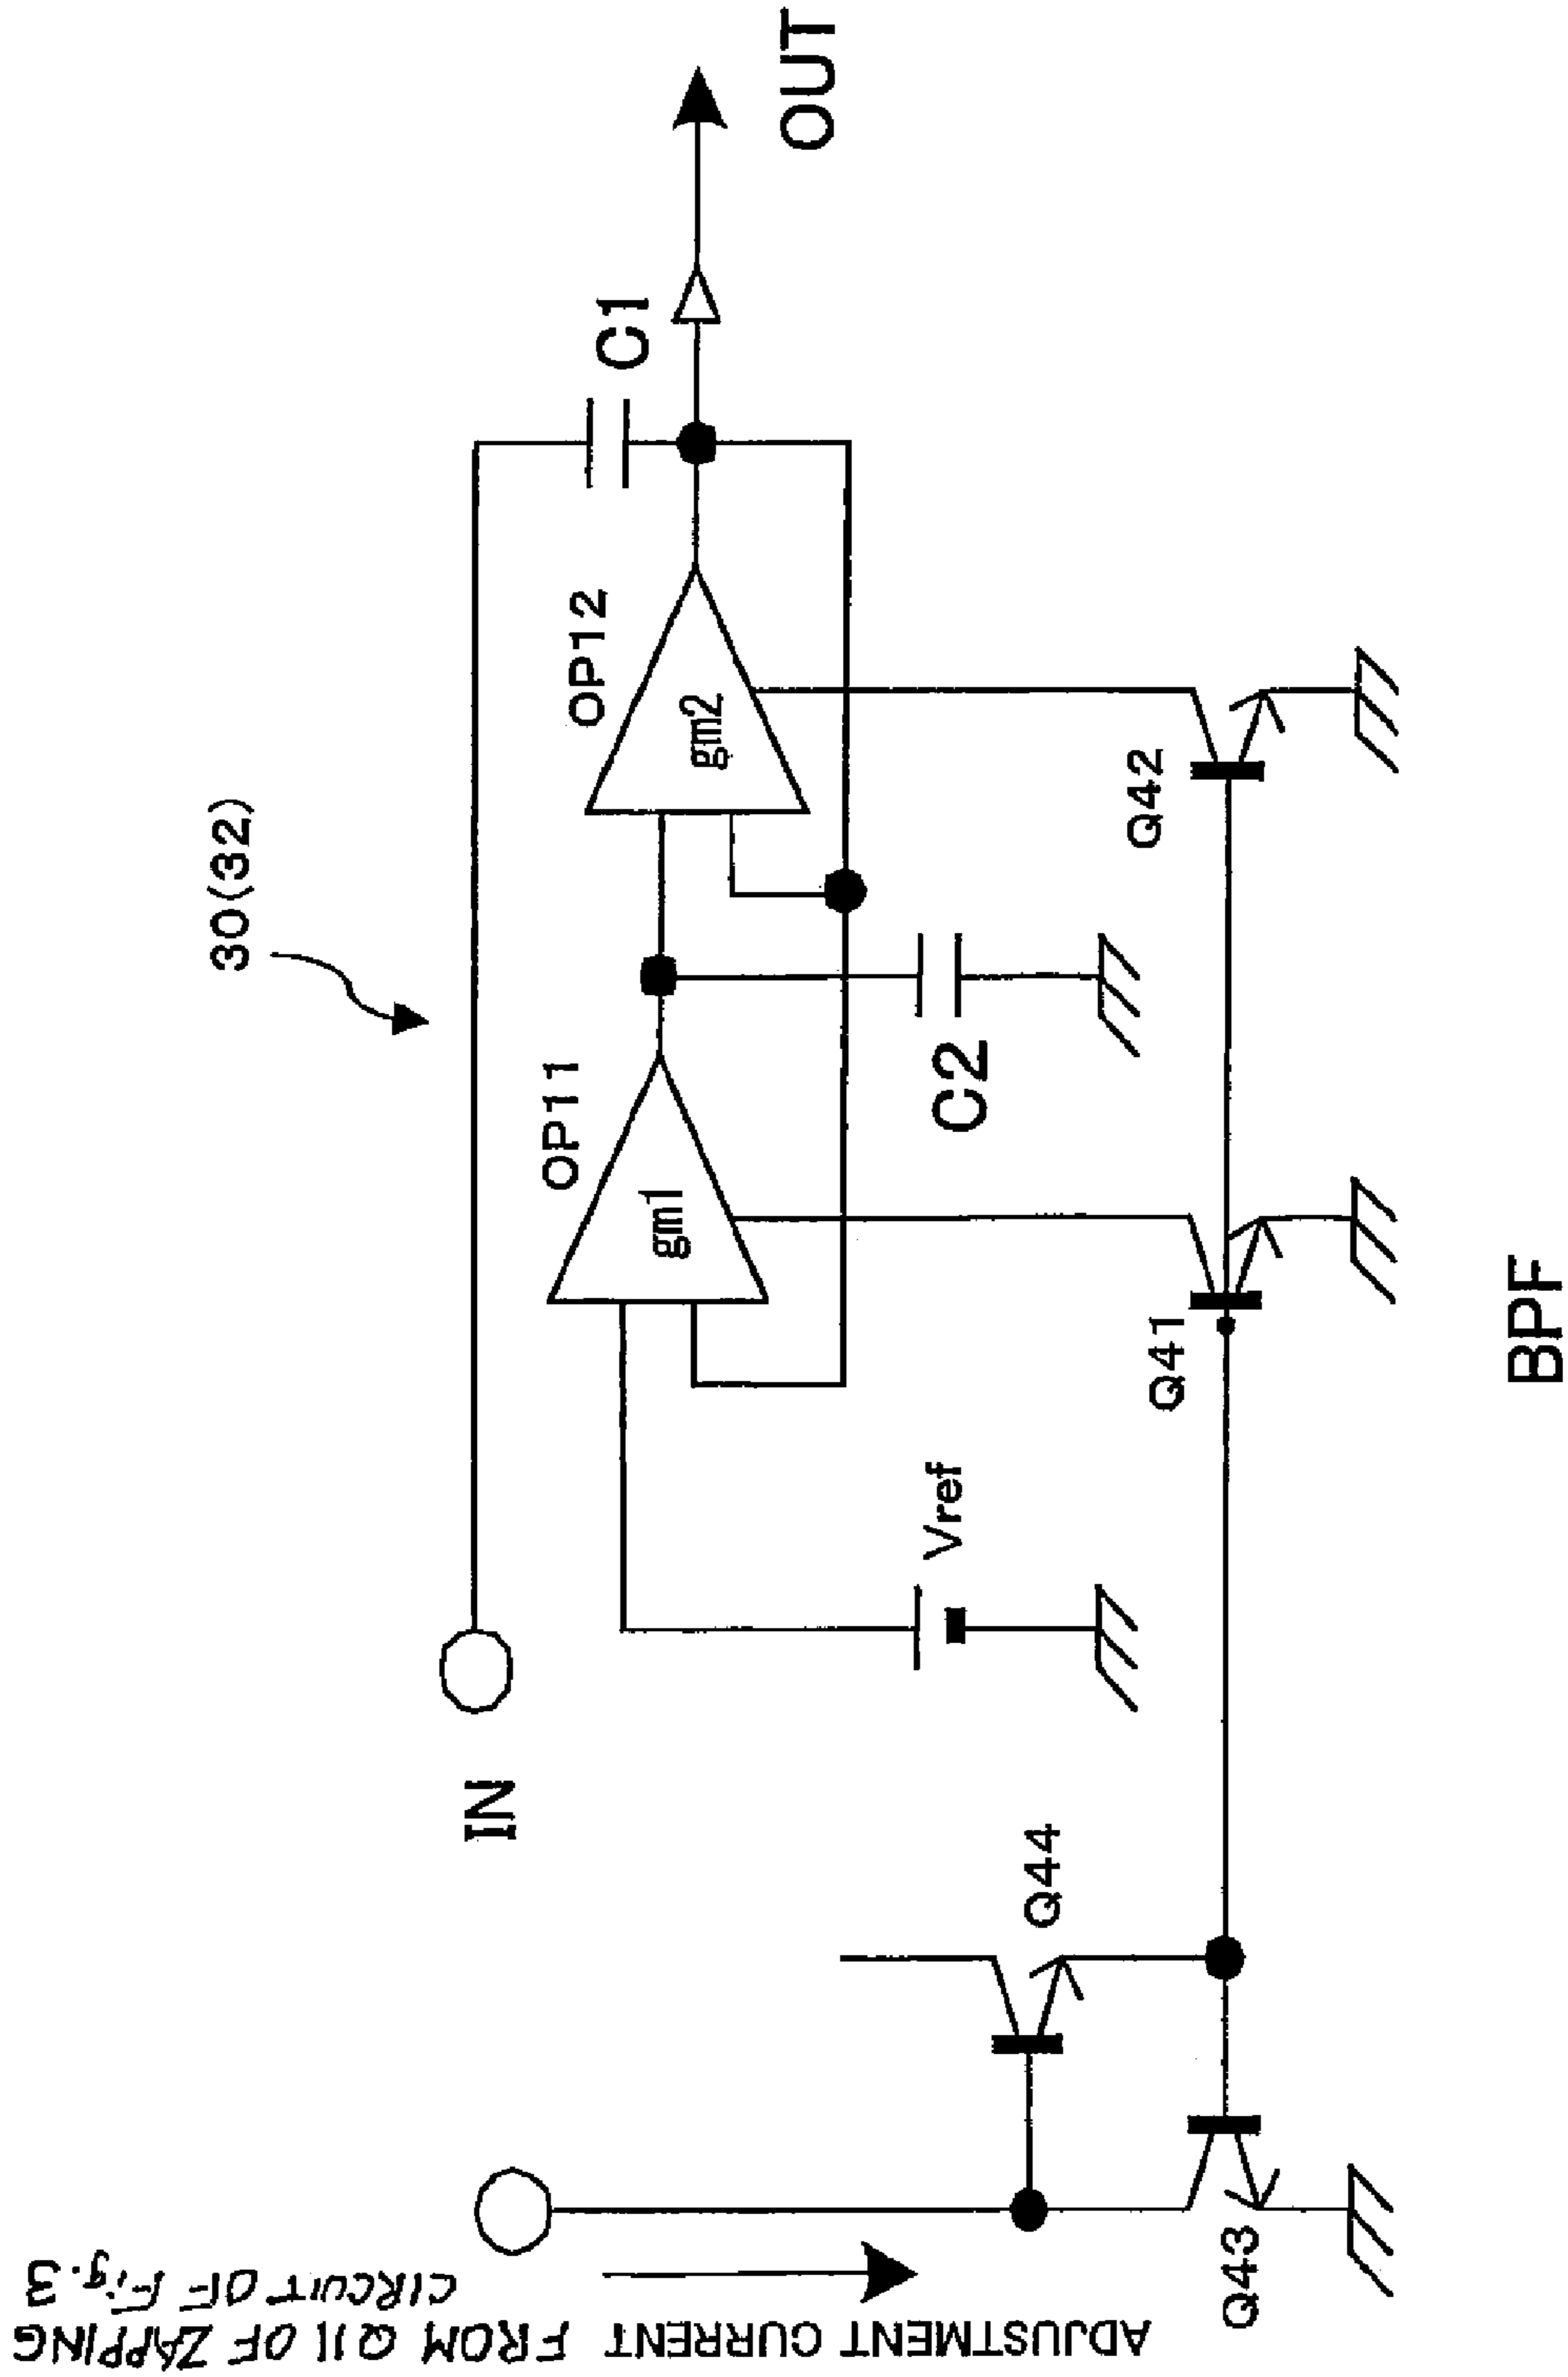 30(32)
IN
OP11
gm1
OP12
gm2
C1
OUT
C2
Vref
Q44
Q41
Q42
Q43
ADJUSTMENT CURRENT FROM Q11 OF ZAPPING
CIRCUIT OF Fig. 3
BPF